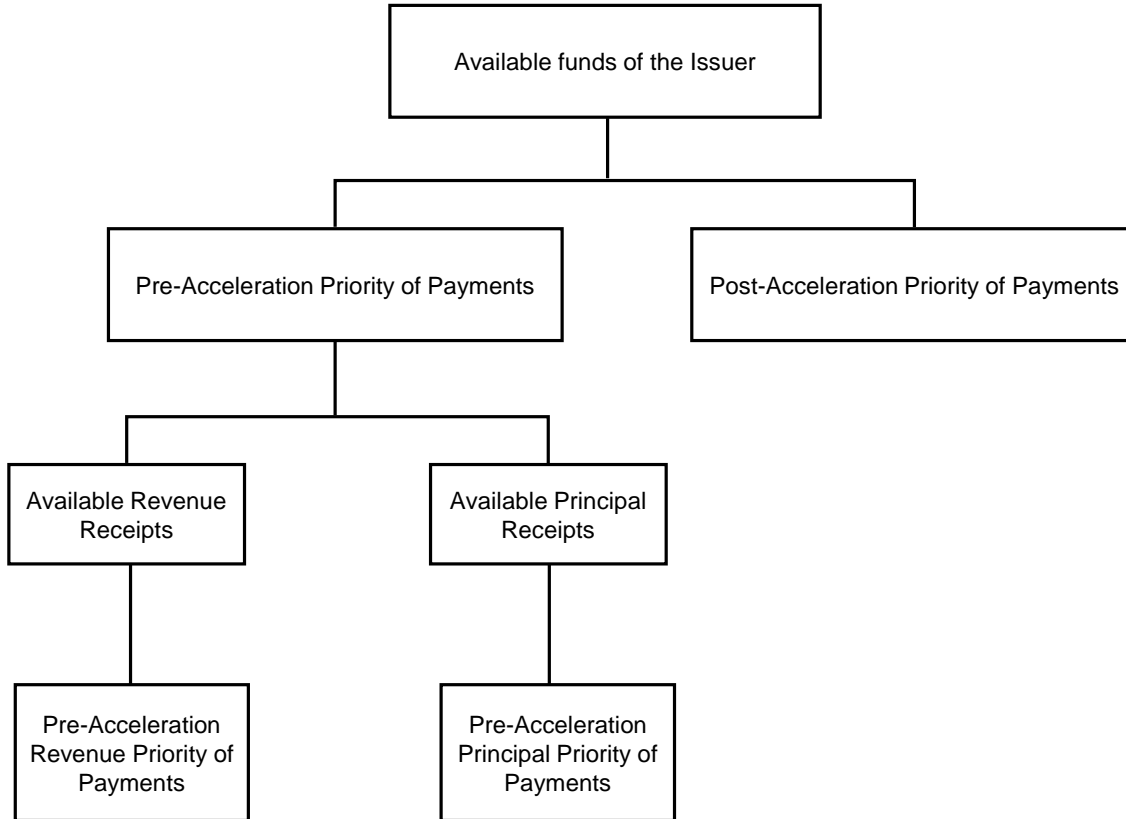 Available funds of the Issuer
Pre-Acceleration Priority of Payments
Post-Acceleration Priority of Payments
Available Revenue
Receipts
Available Principal
Receipts
Pre-Acceleration
Revenue Priority of
Payments
Pre-Acceleration
Principal Priority of
Payments